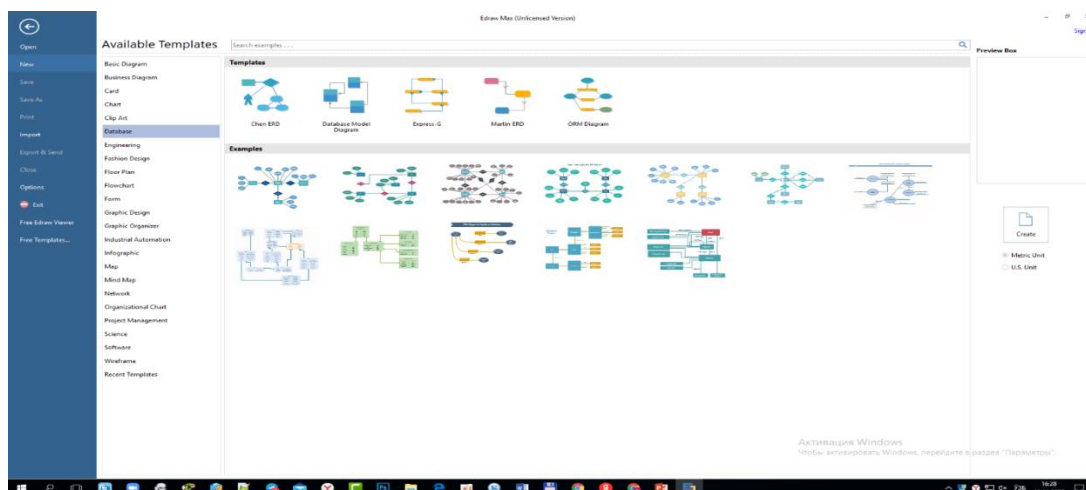 Edraw Max (Unlicensed Version)
Sign
Open
New
Save
Save As
Print
Import
Export & Send
Close
Options
Exit
Free Edraw Viewer
Free Templates...
Available Templates
Basic Diagram
Business Diagram
Card
Chart
Clip Art
Database
Engineering
Fashion Design
Floor Plan
Flowchart
Form
Graphic Design
Graphic Organizer
Industrial Automation
Infographic
Map
Mind Map
Network
Organizational Chart
Project Management
Science
Software
Wireframe
Recent Templates
Search examples . . .
Templates
Chen ERD
Database Model
Diagram
Express-G
Martin ERD
ORM Diagram
Examples
Preview Box
Create
Metric Unit
U.S. Unit
Активация Windows
Чтобы активировать Windows, перейдите в раздел "Параметры".
16:28